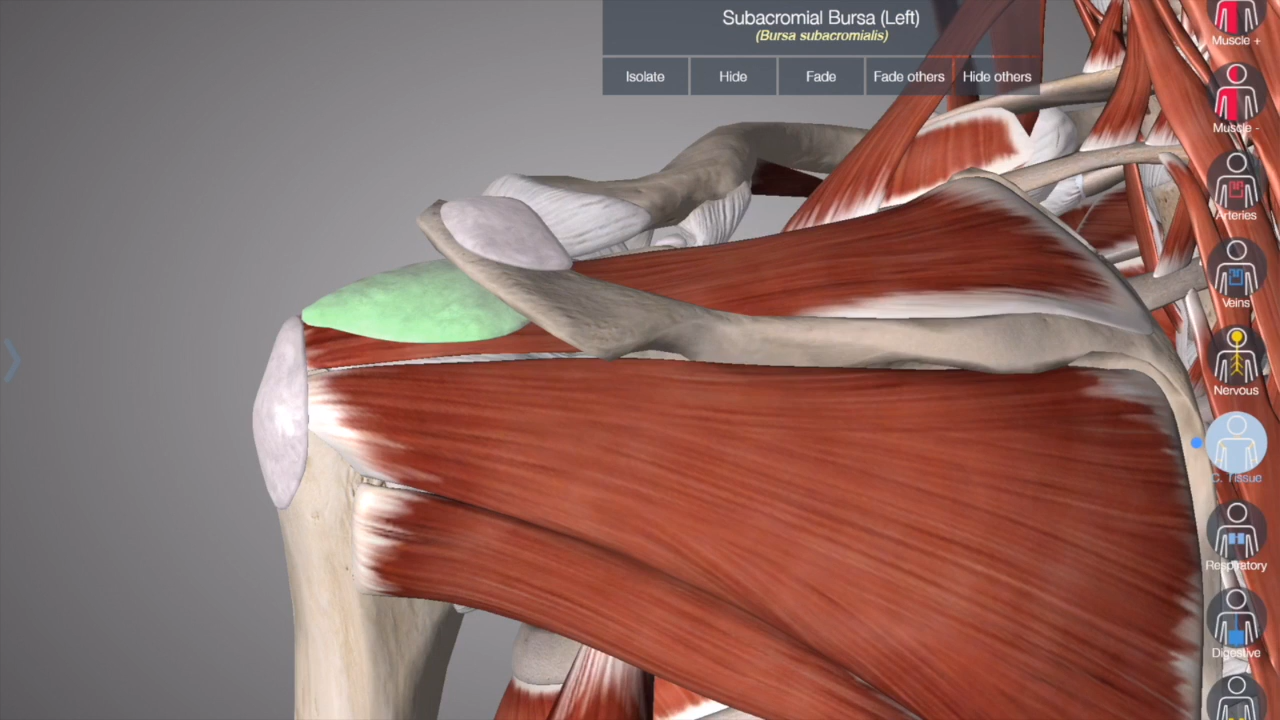 Subacromial Bursa (Left)
(Bursa subacromialis)
Isolate
Hide
Fade
Fade others
Hide others
Muscle +
Muscle -
Arteries
Veins
Nervous
C. Tissue
Respiratory
Digestive